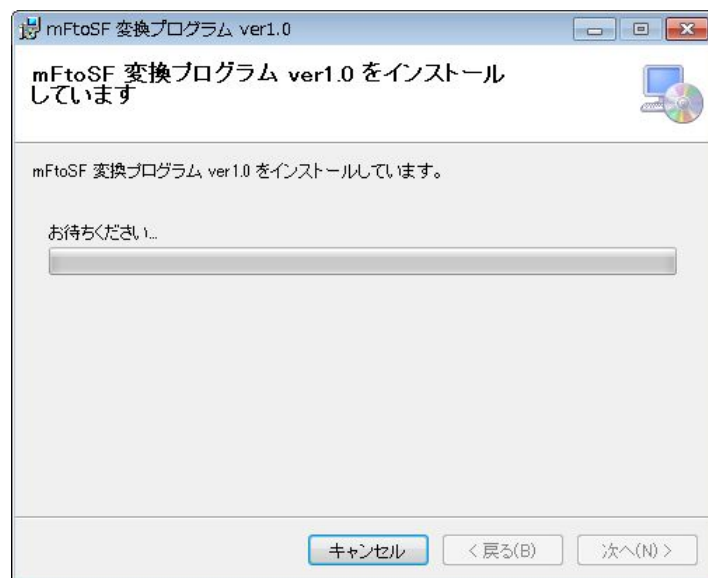 mFtoSF 変換プログラム ver1.0
mFtoSF 変換プログラム ver1.0 をインストール
しています
mFtoSF 変換プログラム ver1.0 をインストールしています。
お待ちください...
キャンセル
< 戻る(B)
次へ(N) >